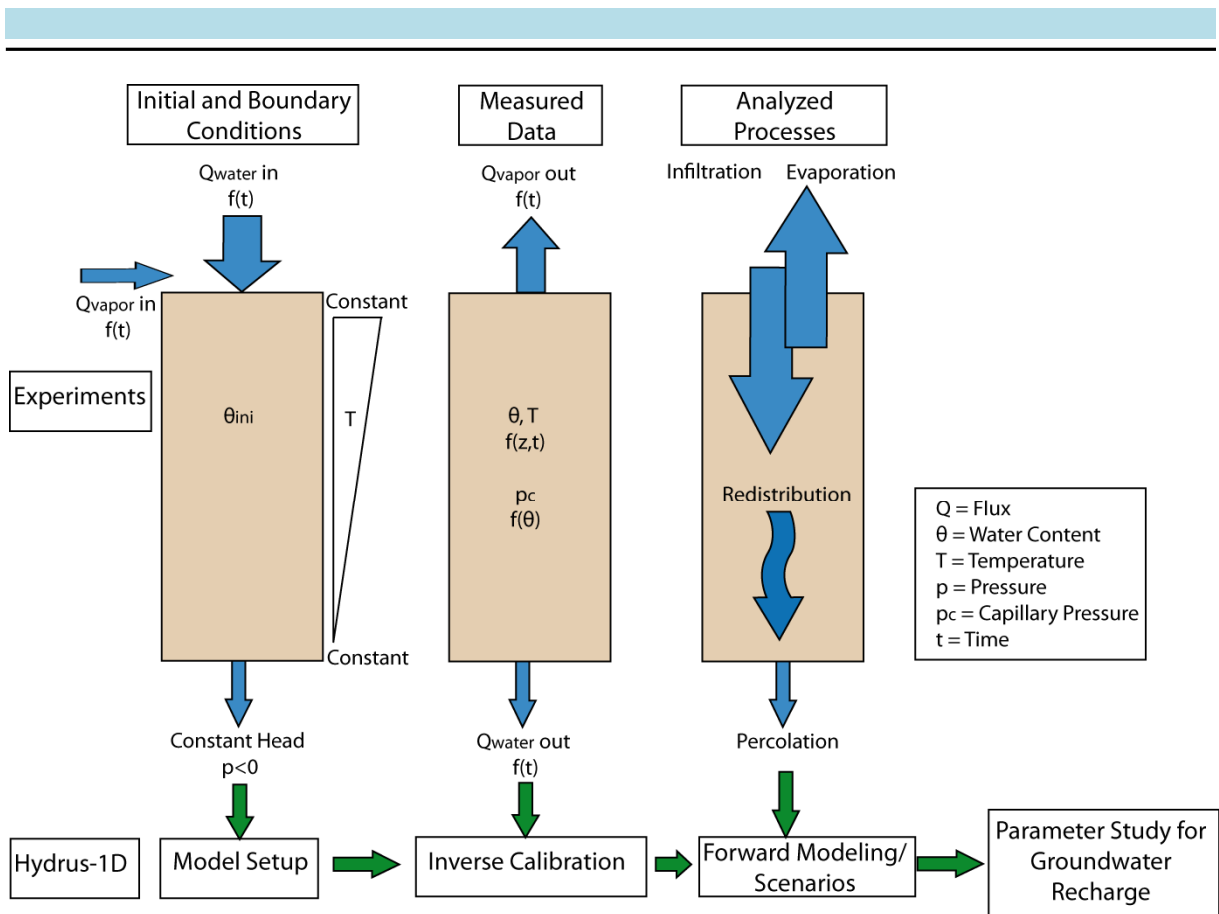 Initial and Boundary
Conditions
Measured
Data
Analyzed
Processes
Qwater in
f(t)
Qvapor out
f(t)
Infiltration
Evaporation
Qvapor in
f(t)
Constant
Experiments
θini
T
θ, T
f(z,t)
pc
f(θ)
Redistribution
Q = Flux
θ = Water Content
T = Temperature
p = Pressure
pc = Capillary Pressure
t = Time
Constant
Constant Head
p<0
Qwater out
f(t)
Percolation
Hydrus-1D
Model Setup
Inverse Calibration
Forward Modeling/
Scenarios
Parameter Study for
Groundwater
Recharge